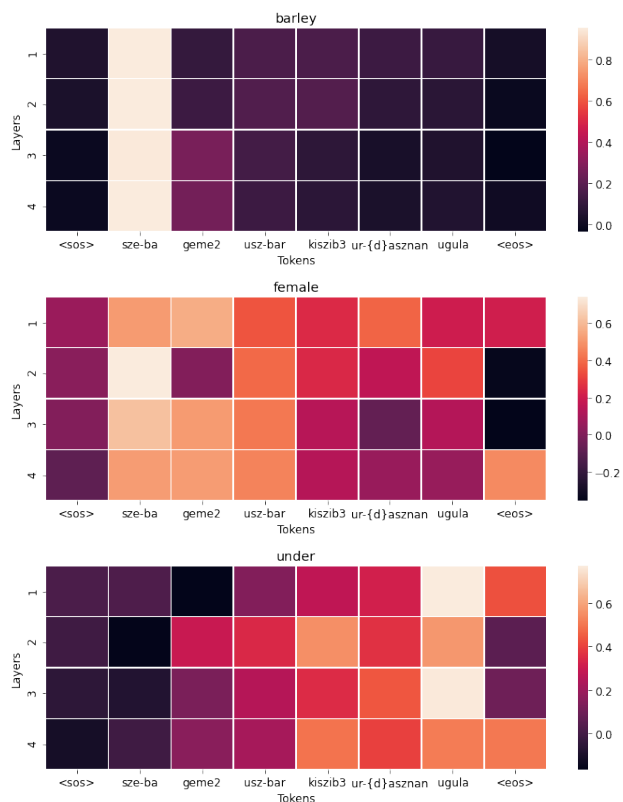 barley
Layers
1
2
3
4
0.8
0.6
0.4
0.2
0.0
<sos> sze-ba geme2 usz-bar kiszib3 ur-{d}asznan ugula <eos>
Tokens
female
Layers
1
2
3
4
0.6
0.4
0.2
0.0
−0.2
<sos> sze-ba geme2 usz-bar kiszib3 ur-{d}asznan ugula <eos>
Tokens
under
Layers
1
2
3
4
0.6
0.4
0.2
0.0
<sos> sze-ba geme2 usz-bar kiszib3 ur-{d}asznan ugula <eos>
Tokens